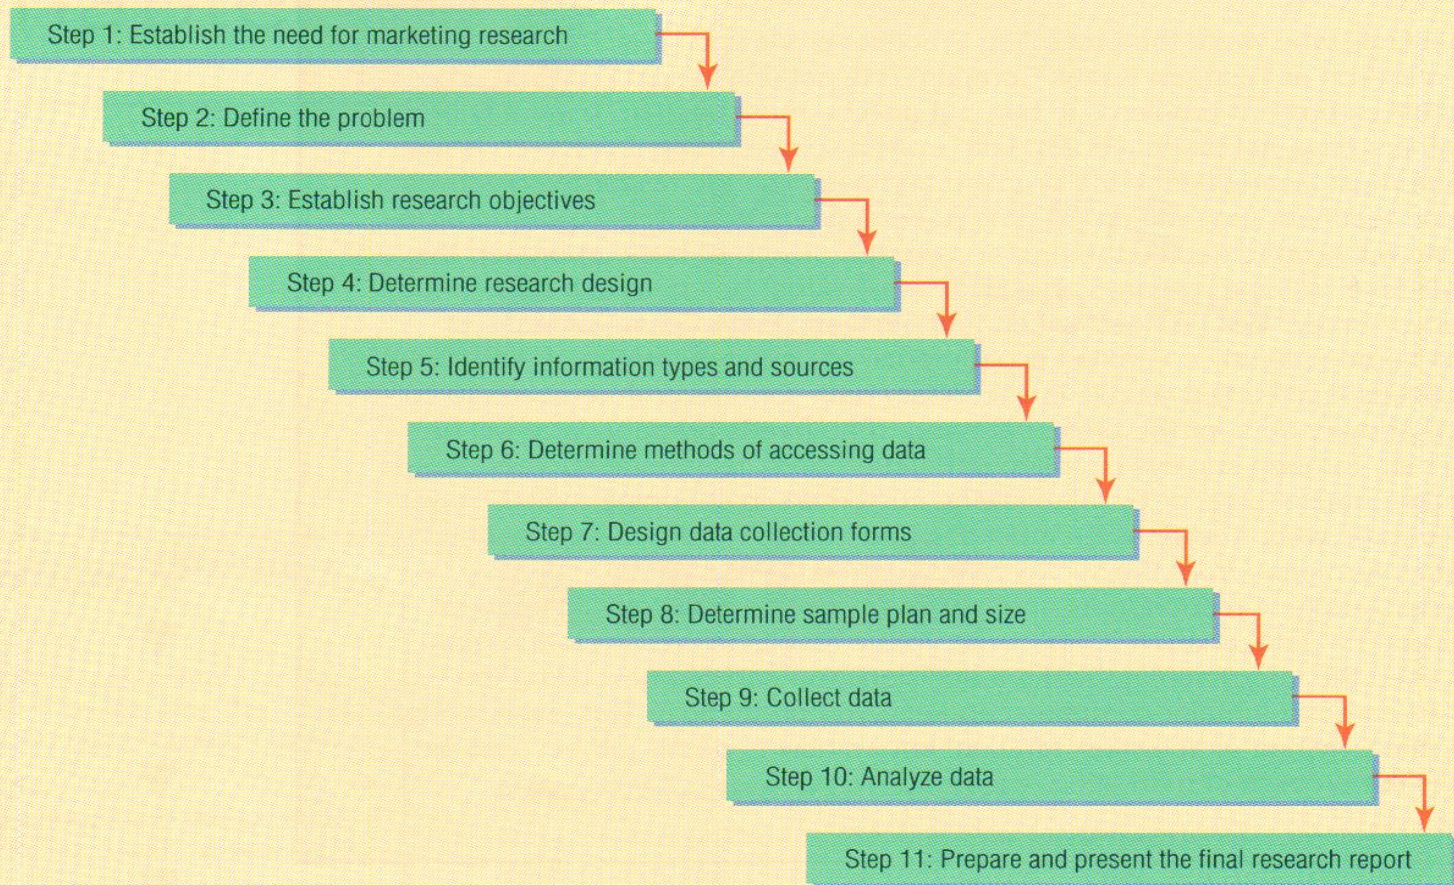 Step 1: Establish the need for marketing research
Step 2: Define the problem
Step 3: Establish research objectives
Step 4: Determine research design
Step 5: Identify information types and sources
Step 6: Determine methods of accessing data
Step 7: Design data collection forms
Step 8: Determine sample plan and size
Step 9: Collect data
Step 10: Analyze data
Step 11: Prepare and present the final research report